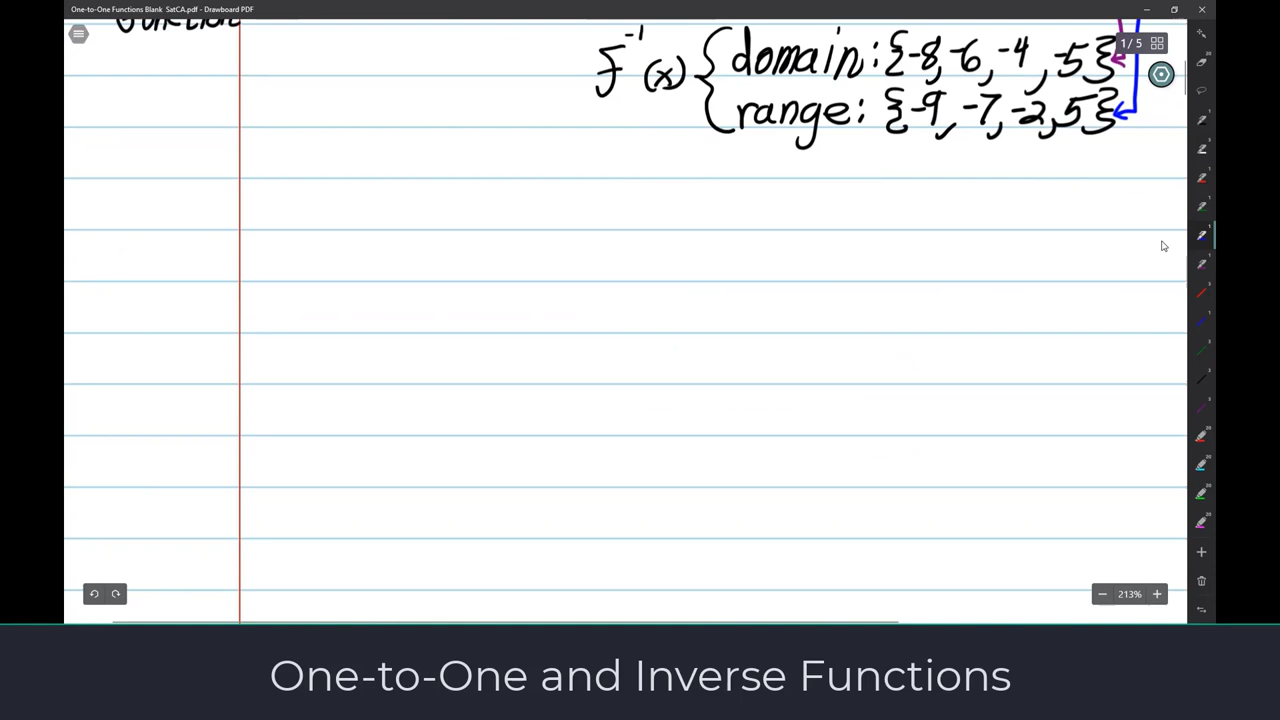 One-to-One Functions Blank SatCA.pdf - Drawboard PDF
function
f⁻¹(x) { domain: {-8, -6, -4, -5}
range: {-9, -7, -2, 5}
1 / 5
213%
One-to-One and Inverse Functions